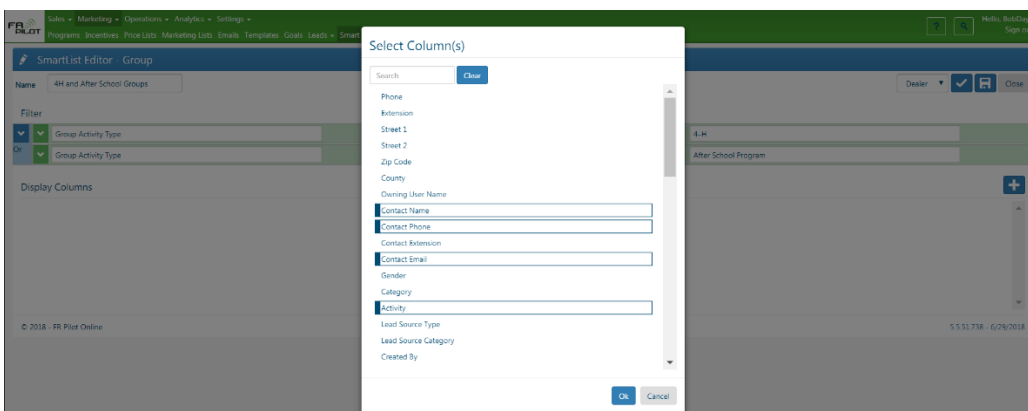 Sales Marketing Operations Analytics Settings
FR PILOT
Programs Incentives Price Lists Marketing Lists Emails Templates Goals Leads Smart
? Hello, BobDay
Sign o
Select Column(s)
SmartList Editor - Group
Search Clear
Name 4H and After School Groups
Dealer Close
Phone
Extension
Street 1
Street 2
Zip Code
County
Owning User Name
Contact Name
Contact Phone
Contact Extension
Contact Email
Gender
Category
Activity
Lead Source Type
Lead Source Category
Created By
Ok Cancel
Filter
Group Activity Type 4-H
Or Group Activity Type After School Program
Display Columns
© 2018 - FR Pilot Online 5.5.51.738 - 6/29/2018